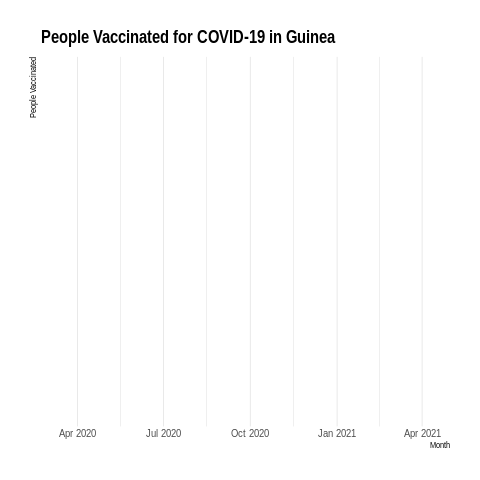 People Vaccinated for COVID-19 in Guinea
People Vaccinated
Apr 2020
Jul 2020
Oct 2020
Jan 2021
Apr 2021
Month